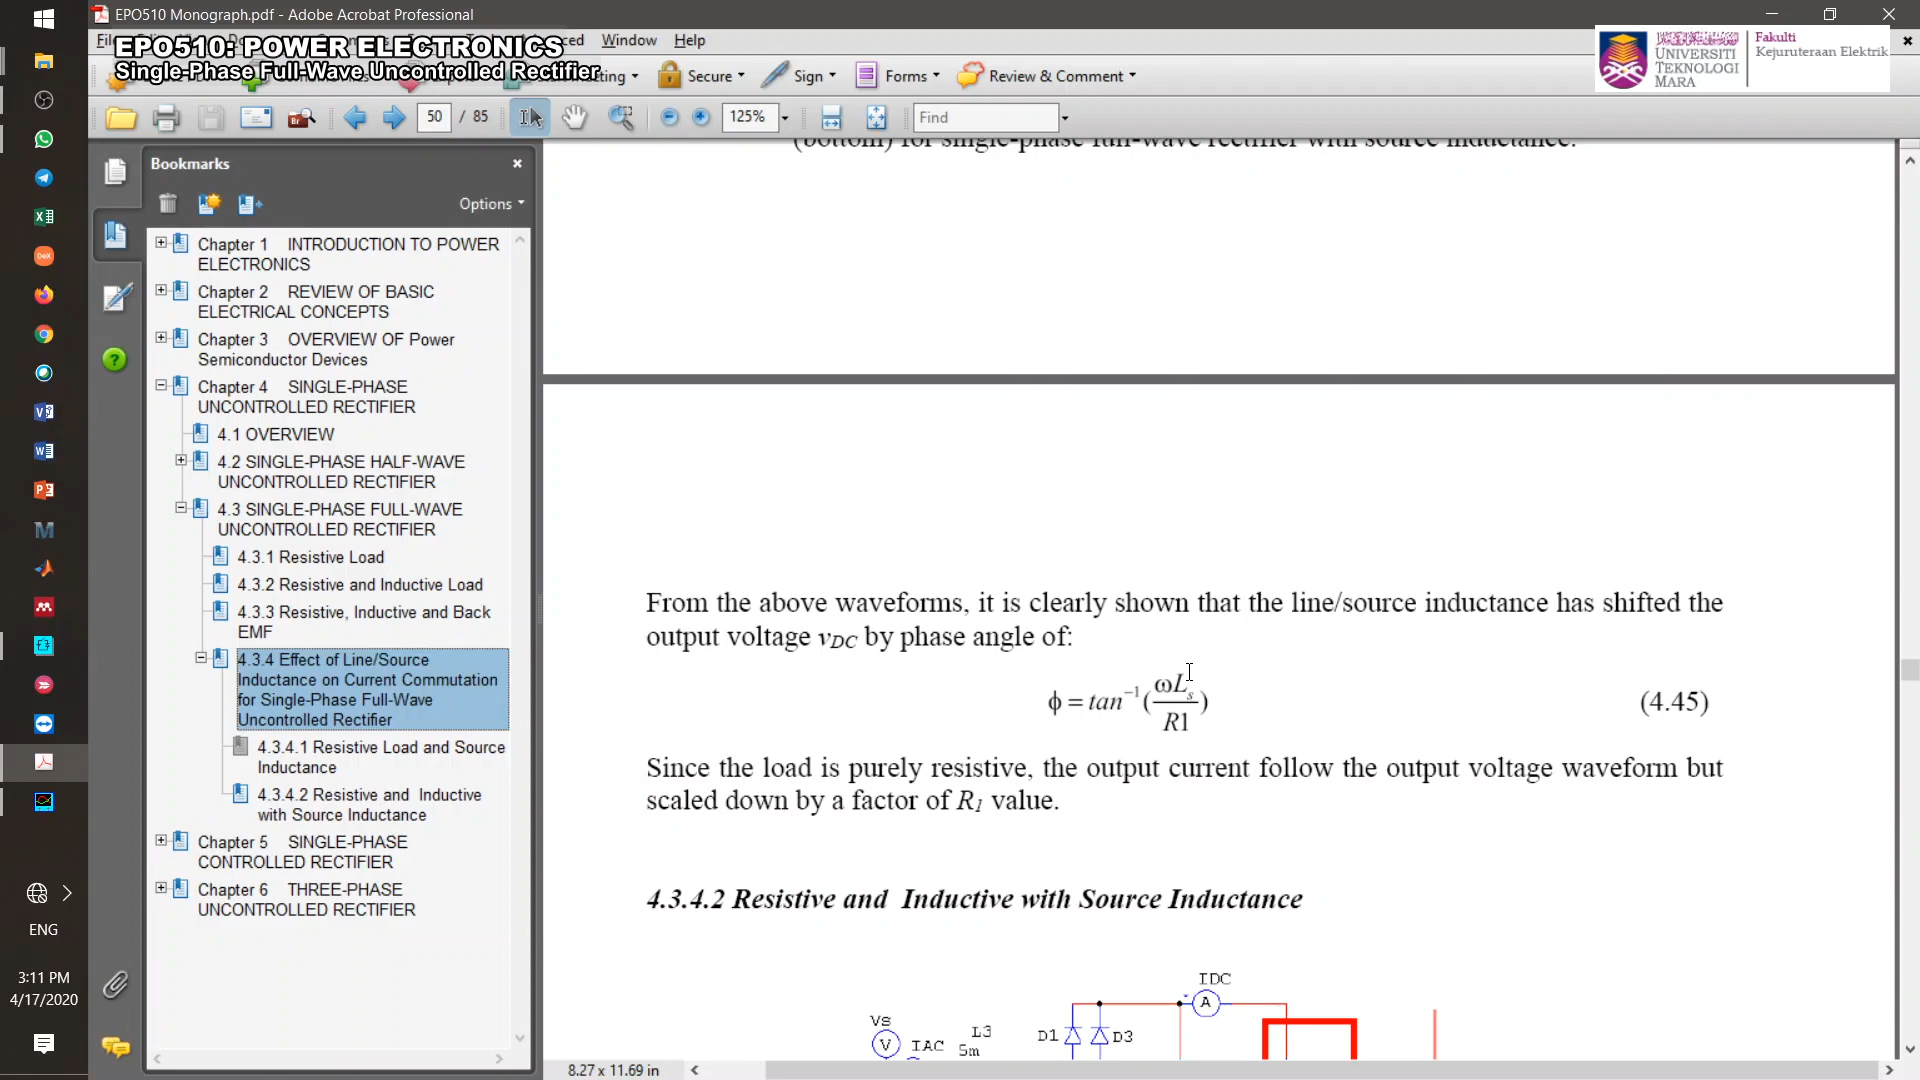 EPO510 Monograph.pdf - Adobe Acrobat Professional
EPO510: POWER ELECTRONICS
Single-Phase Full-Wave Uncontrolled Rectifier
Window Help
Secure Sign Forms Review & Comment
UNIVERSITI
TEKNOLOGI
MARA
Fakulti
Kejuruteraan Elektrik
50 / 85 125% Find
Bookmarks
Options
Chapter 1 INTRODUCTION TO POWER
ELECTRONICS
Chapter 2 REVIEW OF BASIC
ELECTRICAL CONCEPTS
Chapter 3 OVERVIEW OF Power
Semiconductor Devices
Chapter 4 SINGLE-PHASE
UNCONTROLLED RECTIFIER
4.1 OVERVIEW
4.2 SINGLE-PHASE HALF-WAVE
UNCONTROLLED RECTIFIER
4.3 SINGLE-PHASE FULL-WAVE
UNCONTROLLED RECTIFIER
4.3.1 Resistive Load
4.3.2 Resistive and Inductive Load
4.3.3 Resistive, Inductive and Back
EMF
4.3.4 Effect of Line/Source
Inductance on Current Commutation
for Single-Phase Full-Wave
Uncontrolled Rectifier
4.3.4.1 Resistive Load and Source
Inductance
4.3.4.2 Resistive and Inductive
with Source Inductance
Chapter 5 SINGLE-PHASE
CONTROLLED RECTIFIER
Chapter 6 THREE-PHASE
UNCONTROLLED RECTIFIER
(bottom) for single-phase full-wave rectifier with source inductance.
From the above waveforms, it is clearly shown that the line/source inductance has shifted the
output voltage vDC by phase angle of:
ϕ = tan⁻¹(ωLs/R1) (4.45)
Since the load is purely resistive, the output current follow the output voltage waveform but
scaled down by a factor of R1 value.
4.3.4.2 Resistive and Inductive with Source Inductance
IDC
A
Vs
V
IAC
L3
5m
D1
D3
8.27 x 11.69 in
ENG
3:11 PM
4/17/2020